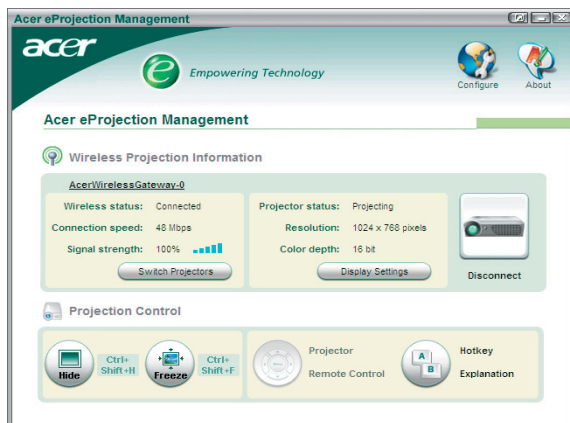 Acer eProjection Management
acer
e Empowering Technology
Configure About
Acer eProjection Management
Wireless Projection Information
AcerWirelessGateway-0
Wireless status: Connected
Connection speed: 48 Mbps
Signal strength: 100%
Switch Projectors
Projector status: Projecting
Resolution: 1024 x 768 pixels
Color depth: 16 bit
Display Settings
Disconnect
Projection Control
Hide
Ctrl+
Shift+H
Freeze
Ctrl+
Shift+F
Projector
Remote Control
A
B
Hotkey
Explanation